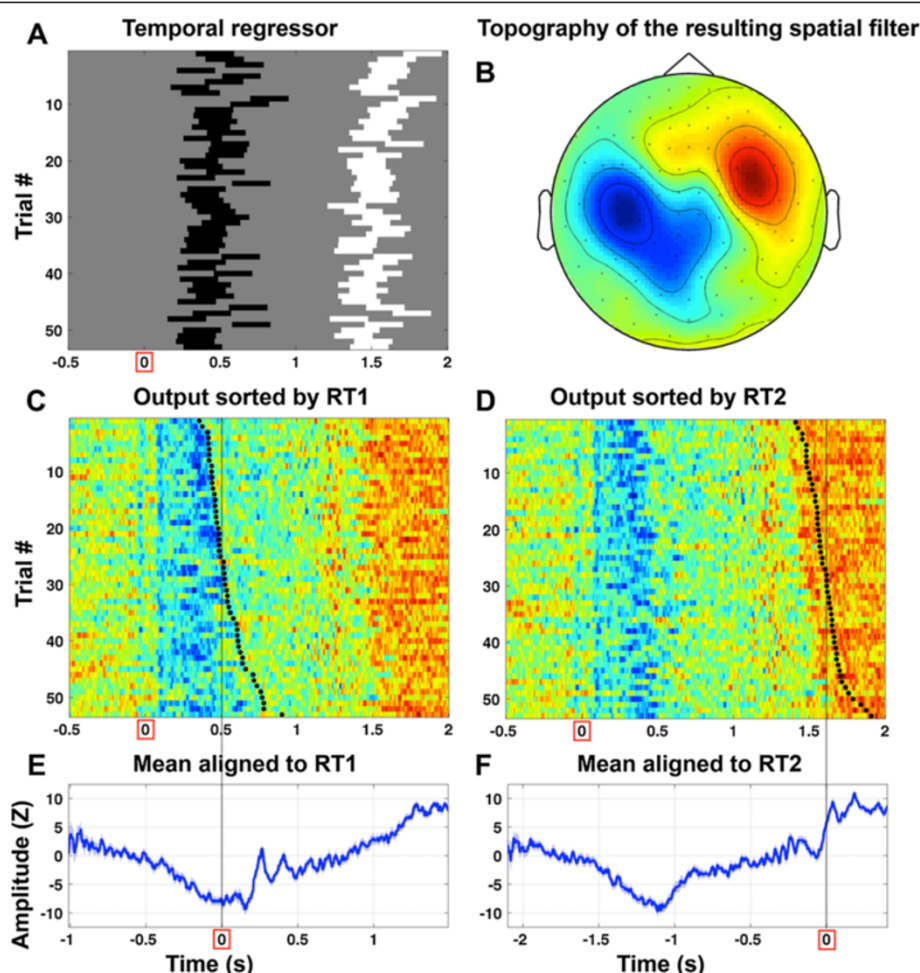 A
Temporal regressor
Topography of the resulting spatial filter
B
Trial #
10
20
30
40
50
-0.5 0 0.5 1 1.5 2
C
Output sorted by RT1
D
Output sorted by RT2
Trial #
10
20
30
40
50
-0.5 0 0.5 1 1.5 2
10
20
30
40
50
-0.5 0 0.5 1 1.5 2
E
Mean aligned to RT1
F
Mean aligned to RT2
Amplitude (Z)
10
5
0
-5
-10
-1 -0.5 0 0.5 1
Time (s)
10
5
0
-5
-10
-2 -1.5 -1 -0.5 0
Time (s)